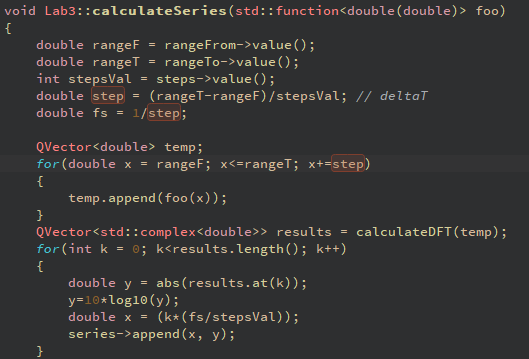 void Lab3::calculateSeries(std::function<double(double)> foo)
{
    double rangeF = rangeFrom->value();
    double rangeT = rangeTo->value();
    int stepsVal = steps->value();
    double step = (rangeT-rangeF)/stepsVal; // deltaT
    double fs = 1/step;

    QVector<double> temp;
    for(double x = rangeF; x<=rangeT; x+=step)
    {
        temp.append(foo(x));
    }
    QVector<std::complex<double>> results = calculateDFT(temp);
    for(int k = 0; k<results.length(); k++)
    {
        double y = abs(results.at(k));
        y=10*log10(y);
        double x = (k*(fs/stepsVal));
        series->append(x, y);
    }